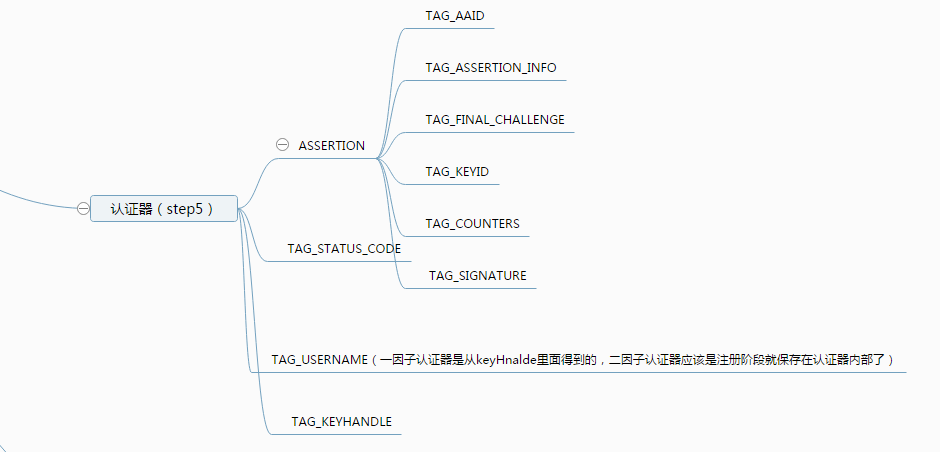 TAG_AAID
TAG_ASSERTION_INFO
TAG_FINAL_CHALLENGE
ASSERTION
TAG_KEYID
认证器（step5）
TAG_COUNTERS
TAG_STATUS_CODE
TAG_SIGNATURE
TAG_USERNAME（一因子认证器是从keyHnalde里面得到的，二因子认证器应该是注册阶段就保存在认证器内部了）
TAG_KEYHANDLE